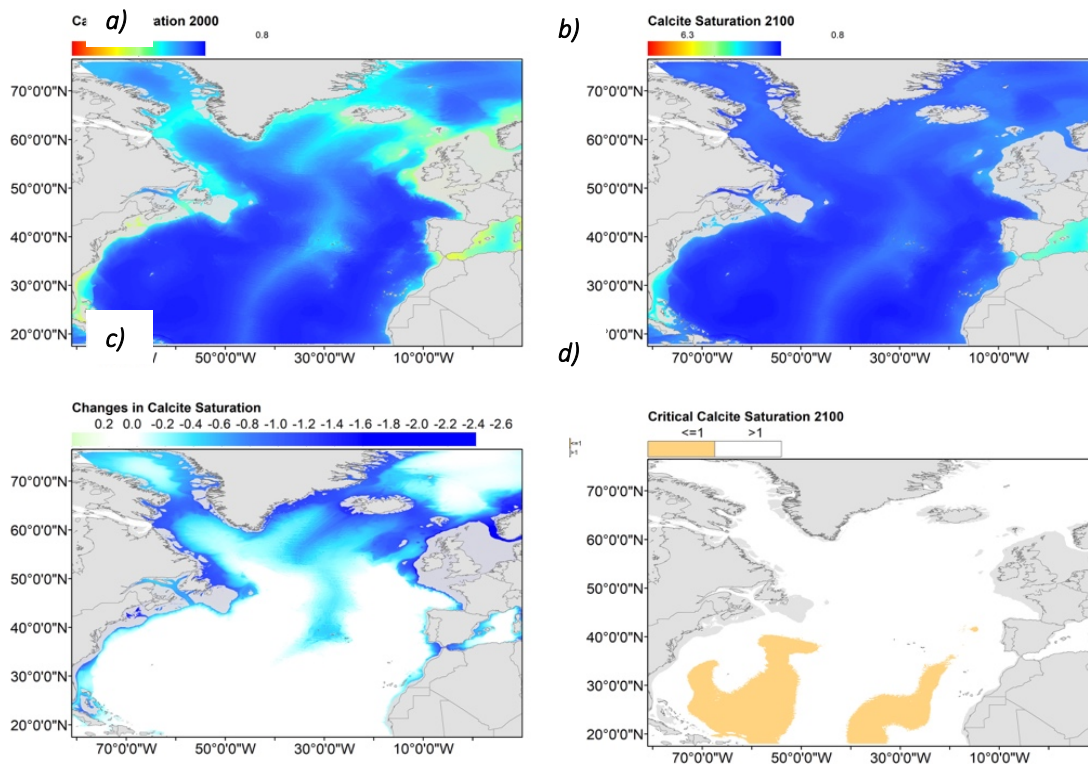 a)
Ca ation 2000
0.8
70°0'0"N
60°0'0"N
50°0'0"N
40°0'0"N
30°0'0"N
20°0'0"N
50°0'0"W 30°0'0"W 10°0'0"W
b)
Calcite Saturation 2100
6.3 0.8
70°0'0"N
60°0'0"N
50°0'0"N
40°0'0"N
30°0'0"N
'0°0'0"N
70°0'0"W 50°0'0"W 30°0'0"W 10°0'0"W
c)
Changes in Calcite Saturation
0.2 0.0 -0.2 -0.4 -0.6 -0.8 -1.0 -1.2 -1.4 -1.6 -1.8 -2.0 -2.2 -2.4 -2.6
70°0'0"N
60°0'0"N
50°0'0"N
40°0'0"N
30°0'0"N
20°0'0"N
70°0'0"W 50°0'0"W 30°0'0"W 10°0'0"W
d)
Critical Calcite Saturation 2100
<=1 >1
<=1
>1
70°0'0"N
60°0'0"N
50°0'0"N
40°0'0"N
30°0'0"N
20°0'0"N
70°0'0"W 50°0'0"W 30°0'0"W 10°0'0"W